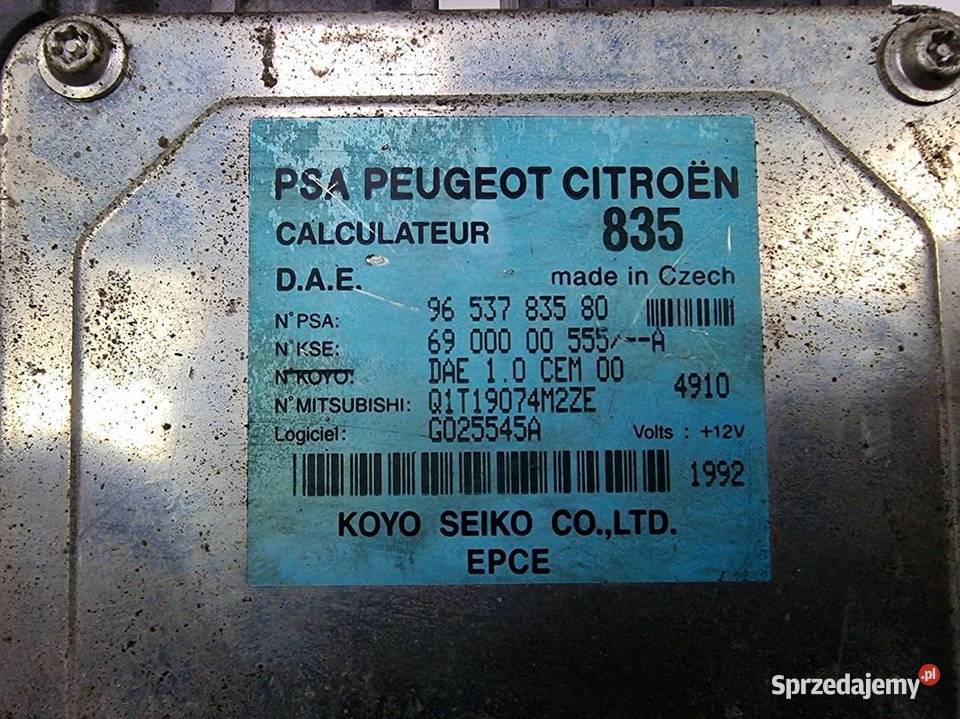 PSA PEUGEOT CITROËN
CALCULATEUR 835
D.A.E. made in Czech
N°PSA: 96 537 835 80
N°KSE: 69 000 00 555/--A
N°KOYO: DAE 1.0 CEM 00
4910
N°MITSUBISHI: Q1T19074M2ZE
Logiciel: G025545A Volts : +12V
1992
KOYO SEIKO CO.,LTD.
EPCE
Sprzedajemy.pl